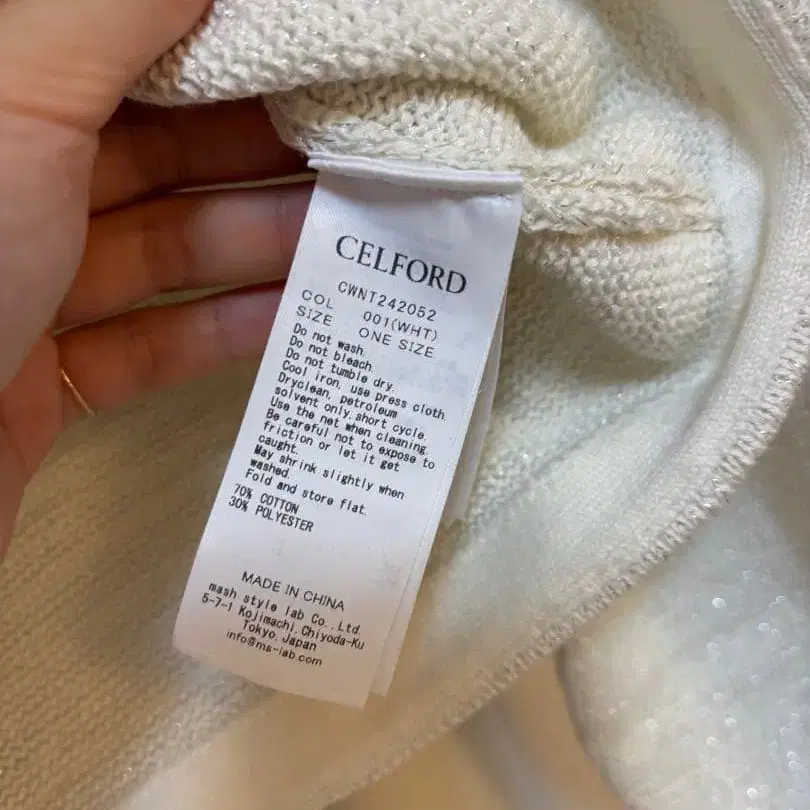 CELFORD
CWNT242052
COL 001(WHT)
SIZE ONE SIZE
Do not wash.
Do not bleach.
Do not tumble dry.
Cool iron, use press cloth.
Dryclean, petroleum
solvent only,short cycle.
Use the net when cleaning.
Be careful not to expose to
friction or let it get
caught.
May shrink slightly when
washed.
Fold and store flat.
70% COTTON
30% POLYESTER
MADE IN CHINA
mash style lab Co.,Ltd.
5-7-1 Kojimachi,Chiyoda-Ku
Tokyo,Japan
info@ms-lab.com